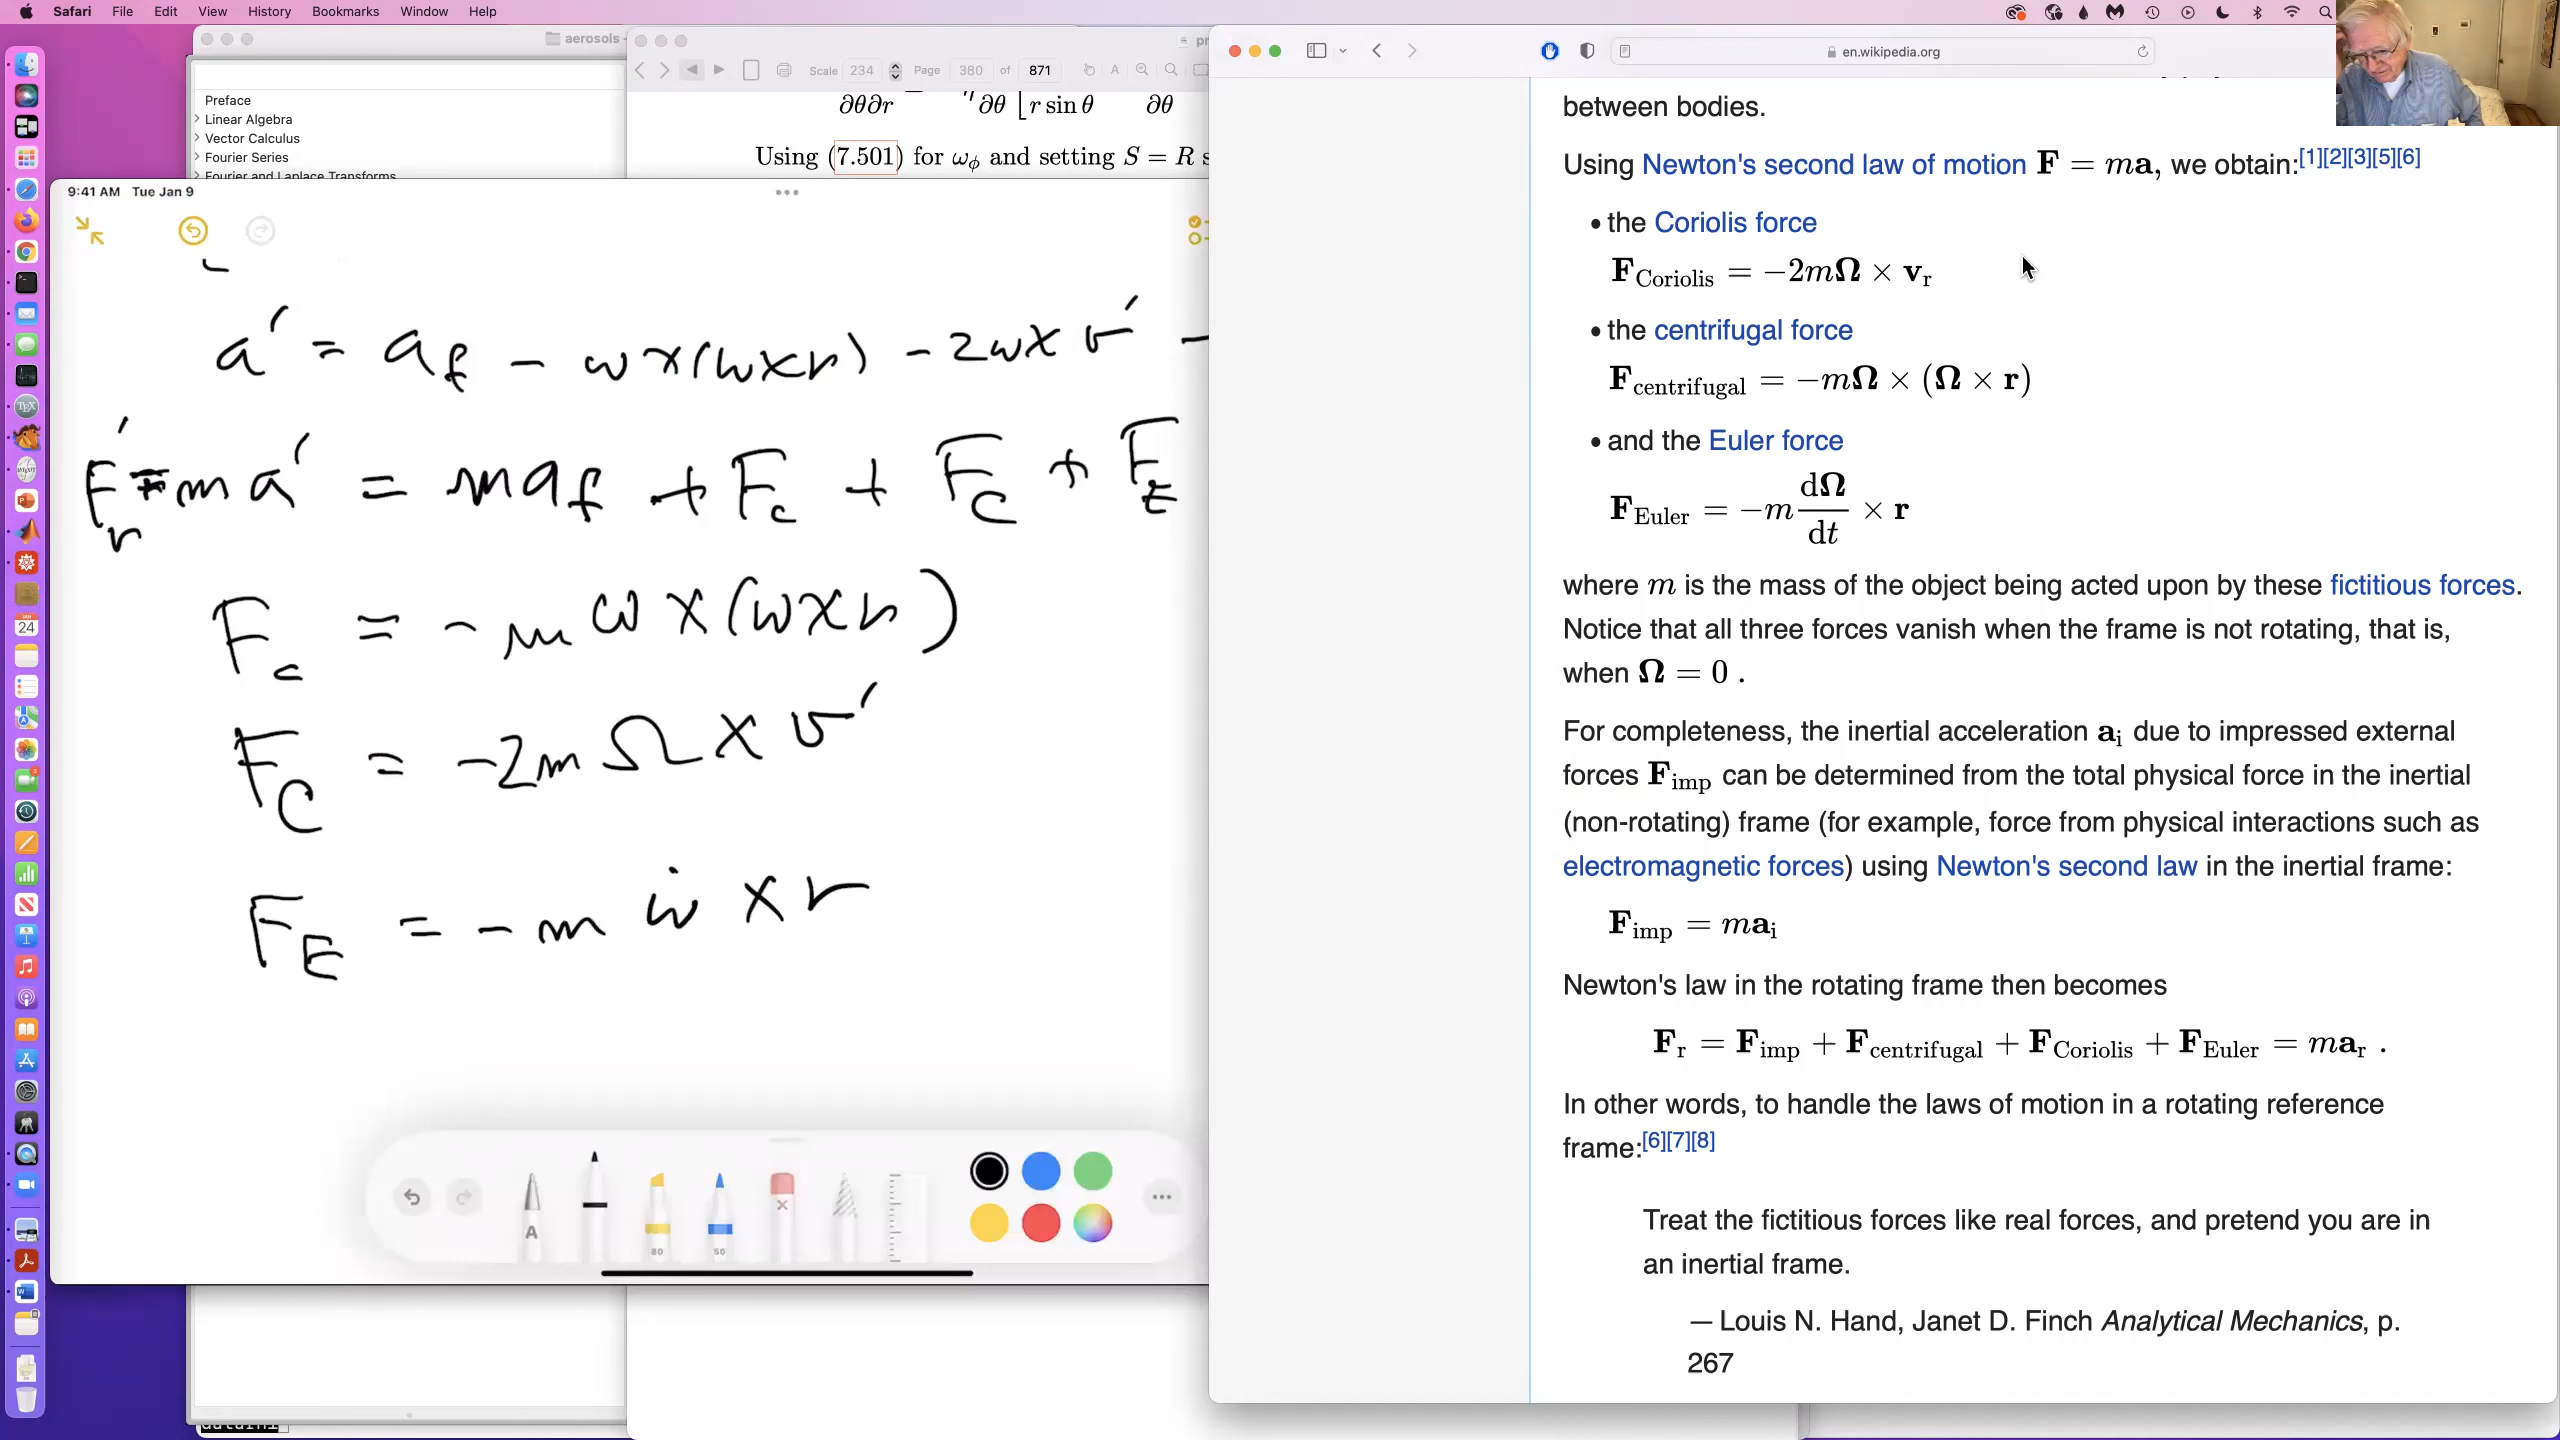 Safari File Edit View History Bookmarks Window Help
aerosols
Preface
Linear Algebra
Vector Calculus
Fourier Series
Fourier and Laplace Transforms
Scale 234 Page 380 of 871
∂θ∂r ∂θ [ r sin θ ∂θ
Using (7.501) for ω_ϕ and setting S = R s
9:41 AM Tue Jan 9
a′ = a_f − ω×(ω×r) − 2ω× v′ −
F′_r = m a′ = m a_f + F_c + F_C + F_E
F_c = −m ω×(ω×r)
F_C = −2m Ω × v′
F_E = −m ω̇ × r
A 80 50
en.wikipedia.org
between bodies.
Using Newton's second law of motion F = ma, we obtain:[1][2][3][5][6]
• the Coriolis force
F_Coriolis = −2mΩ × v_r
• the centrifugal force
F_centrifugal = −mΩ × (Ω × r)
• and the Euler force
F_Euler = −m dΩ/dt × r
where m is the mass of the object being acted upon by these fictitious forces.
Notice that all three forces vanish when the frame is not rotating, that is,
when Ω = 0 .
For completeness, the inertial acceleration a_i due to impressed external
forces F_imp can be determined from the total physical force in the inertial
(non-rotating) frame (for example, force from physical interactions such as
electromagnetic forces) using Newton's second law in the inertial frame:
F_imp = ma_i
Newton's law in the rotating frame then becomes
F_r = F_imp + F_centrifugal + F_Coriolis + F_Euler = ma_r .
In other words, to handle the laws of motion in a rotating reference
frame:[6][7][8]
Treat the fictitious forces like real forces, and pretend you are in
an inertial frame.
— Louis N. Hand, Janet D. Finch Analytical Mechanics, p.
267